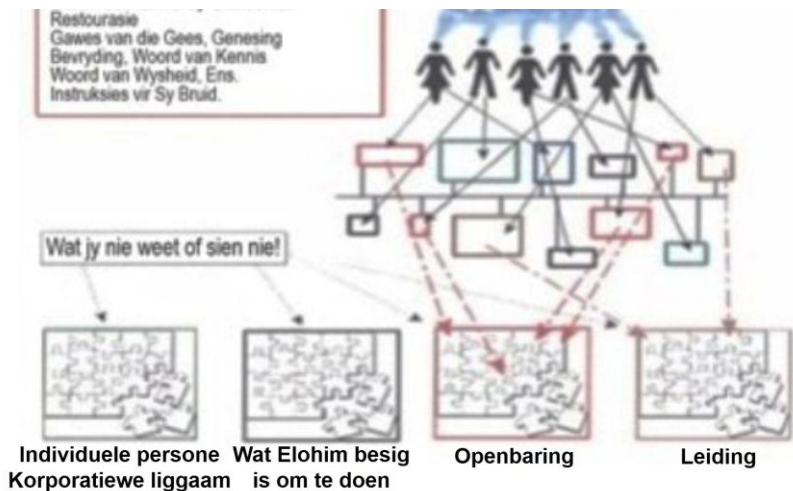 Restourasie
Gawes van die Gees, Genesing
Bevryding, Woord van Kennis
Woord van Wysheid, Ens.
Instruksies vir Sy Bruid.
Wat jy nie weet of sien nie!
Individuele persone
Korporatiewe liggaam
Wat Elohim besig
is om te doen
Openbaring
Leiding